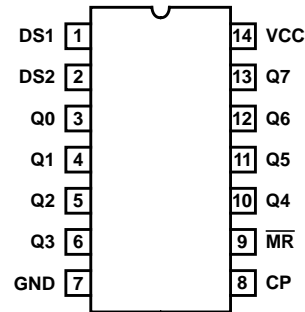 DS1 1 14 VCC
DS2 2 13 Q7
Q0 3 12 Q6
Q1 4 11 Q5
Q2 5 10 Q4
Q3 6 9 M̅R̅
GND 7 8 CP